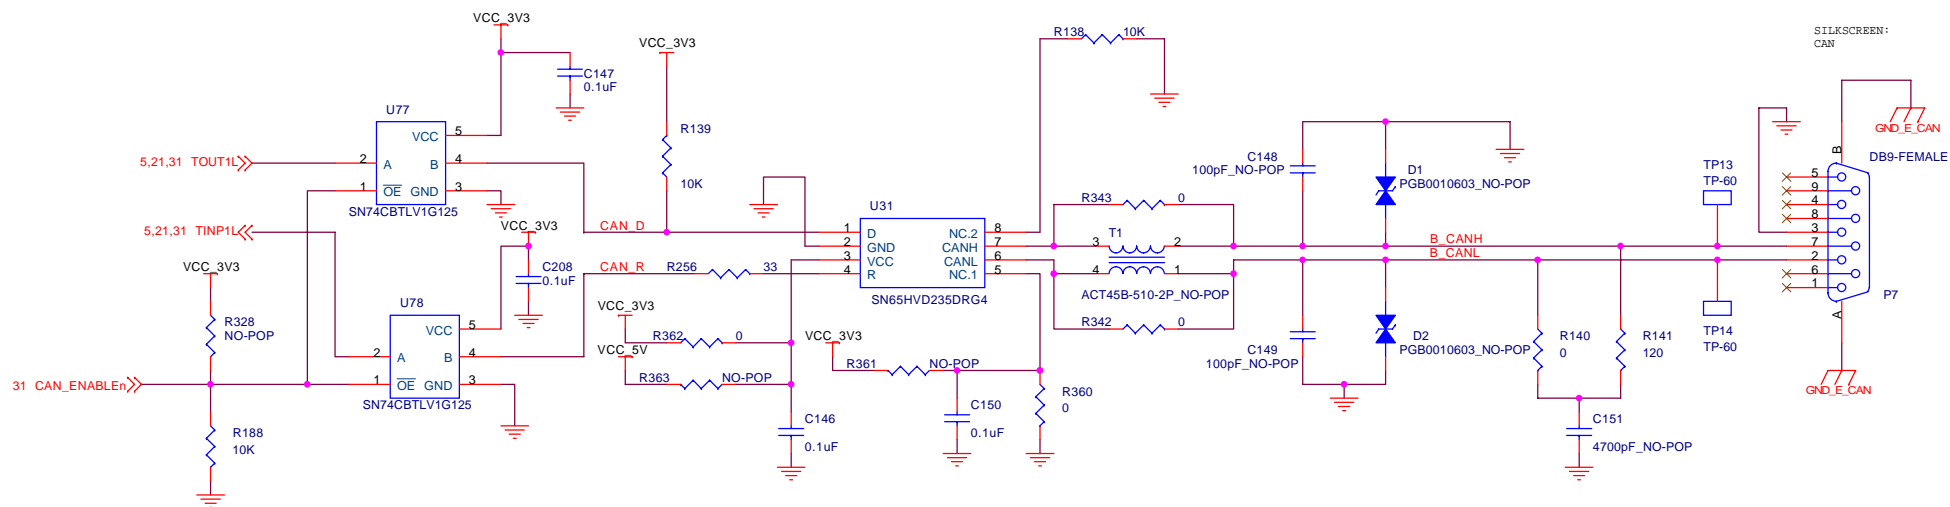 VCC_3V3
C147
0.1uF
U77
VCC 5
2 A B 4
1 OE GND 3
SN74CBTLV1G125
5,21,31 TOUT1L
5,21,31 TINP1L
VCC_3V3
R139
10K
CAN_D
VCC_3V3
C208
0.1uF
CAN_R
R256 33
VCC_3V3
R328
NO-POP
31 CAN_ENABLEn
R188
10K
U78
VCC 5
2 A B 4
1 OE GND 3
SN74CBTLV1G125
VCC_3V3
R362 0
VCC_5V
R363 NO-POP
C146
0.1uF
U31
1 D NC.2 8
2 GND CANH 7
3 VCC CANL 6
4 R NC.1 5
SN65HVD235DRG4
R138 10K
VCC_3V3
R361 NO-POP
C150
0.1uF
R360
0
R343 0
T1
3 2
4 1
ACT45B-510-2P_NO-POP
R342 0
C148
100pF_NO-POP
D1
PGB0010603_NO-POP
B_CANH
B_CANL
C149
100pF_NO-POP
D2
PGB0010603_NO-POP
R140
0
R141
120
C151
4700pF_NO-POP
TP13
TP-60
TP14
TP-60
SILKSCREEN:
CAN
GND_E_CAN
DB9-FEMALE
B
5
9
4
8
3
7
2
6
1
P7
A
GND_E_CAN